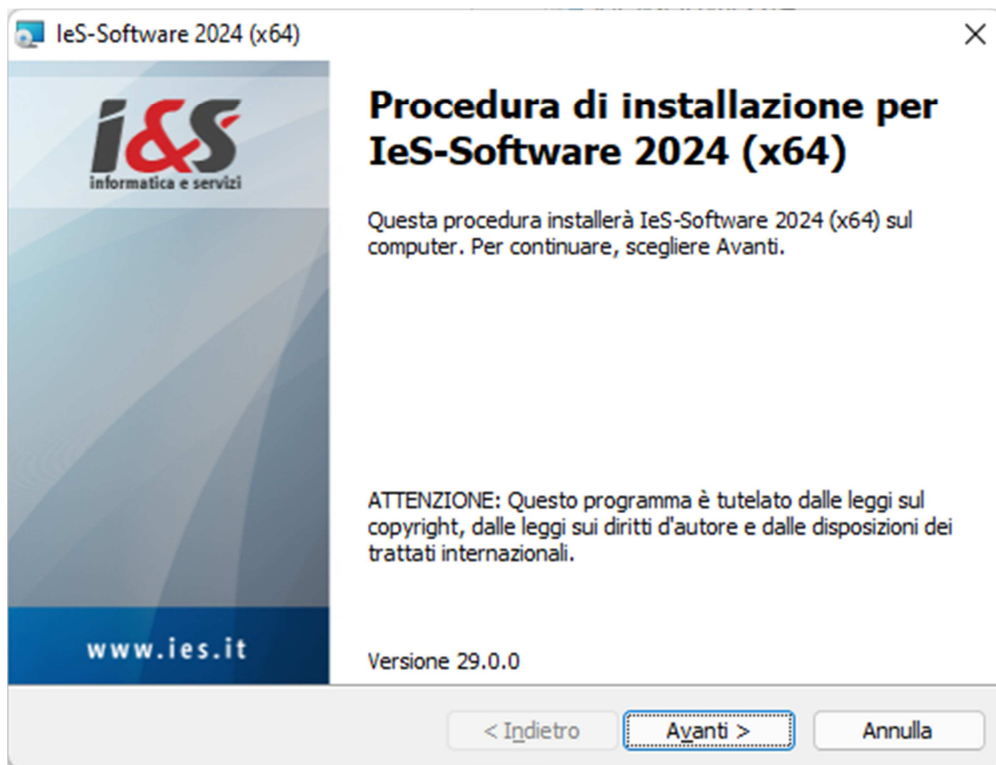 IeS-Software 2024 (x64)
i&s
informatica e servizi
Procedura di installazione per
IeS-Software 2024 (x64)
Questa procedura installerà IeS-Software 2024 (x64) sul
computer. Per continuare, scegliere Avanti.
ATTENZIONE: Questo programma è tutelato dalle leggi sul
copyright, dalle leggi sui diritti d'autore e dalle disposizioni dei
trattati internazionali.
www.ies.it
Versione 29.0.0
< Indietro
Avanti >
Annulla